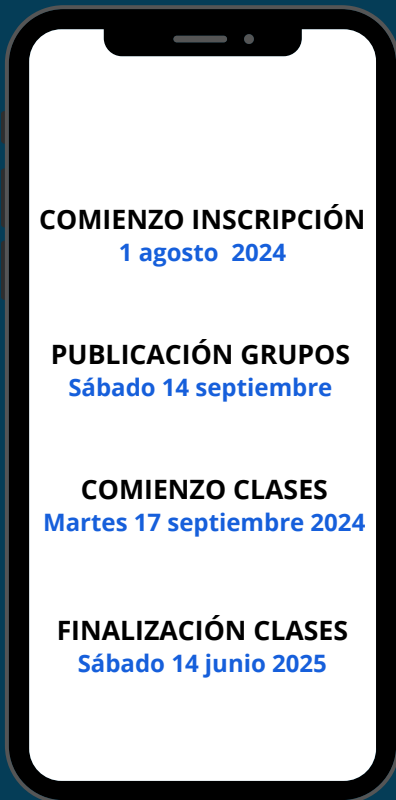 COMIENZO INSCRIPCIÓN
1 agosto  2024
PUBLICACIÓN GRUPOS
Sábado 14 septiembre
COMIENZO CLASES
Martes 17 septiembre 2024
FINALIZACIÓN CLASES
Sábado 14 junio 2025